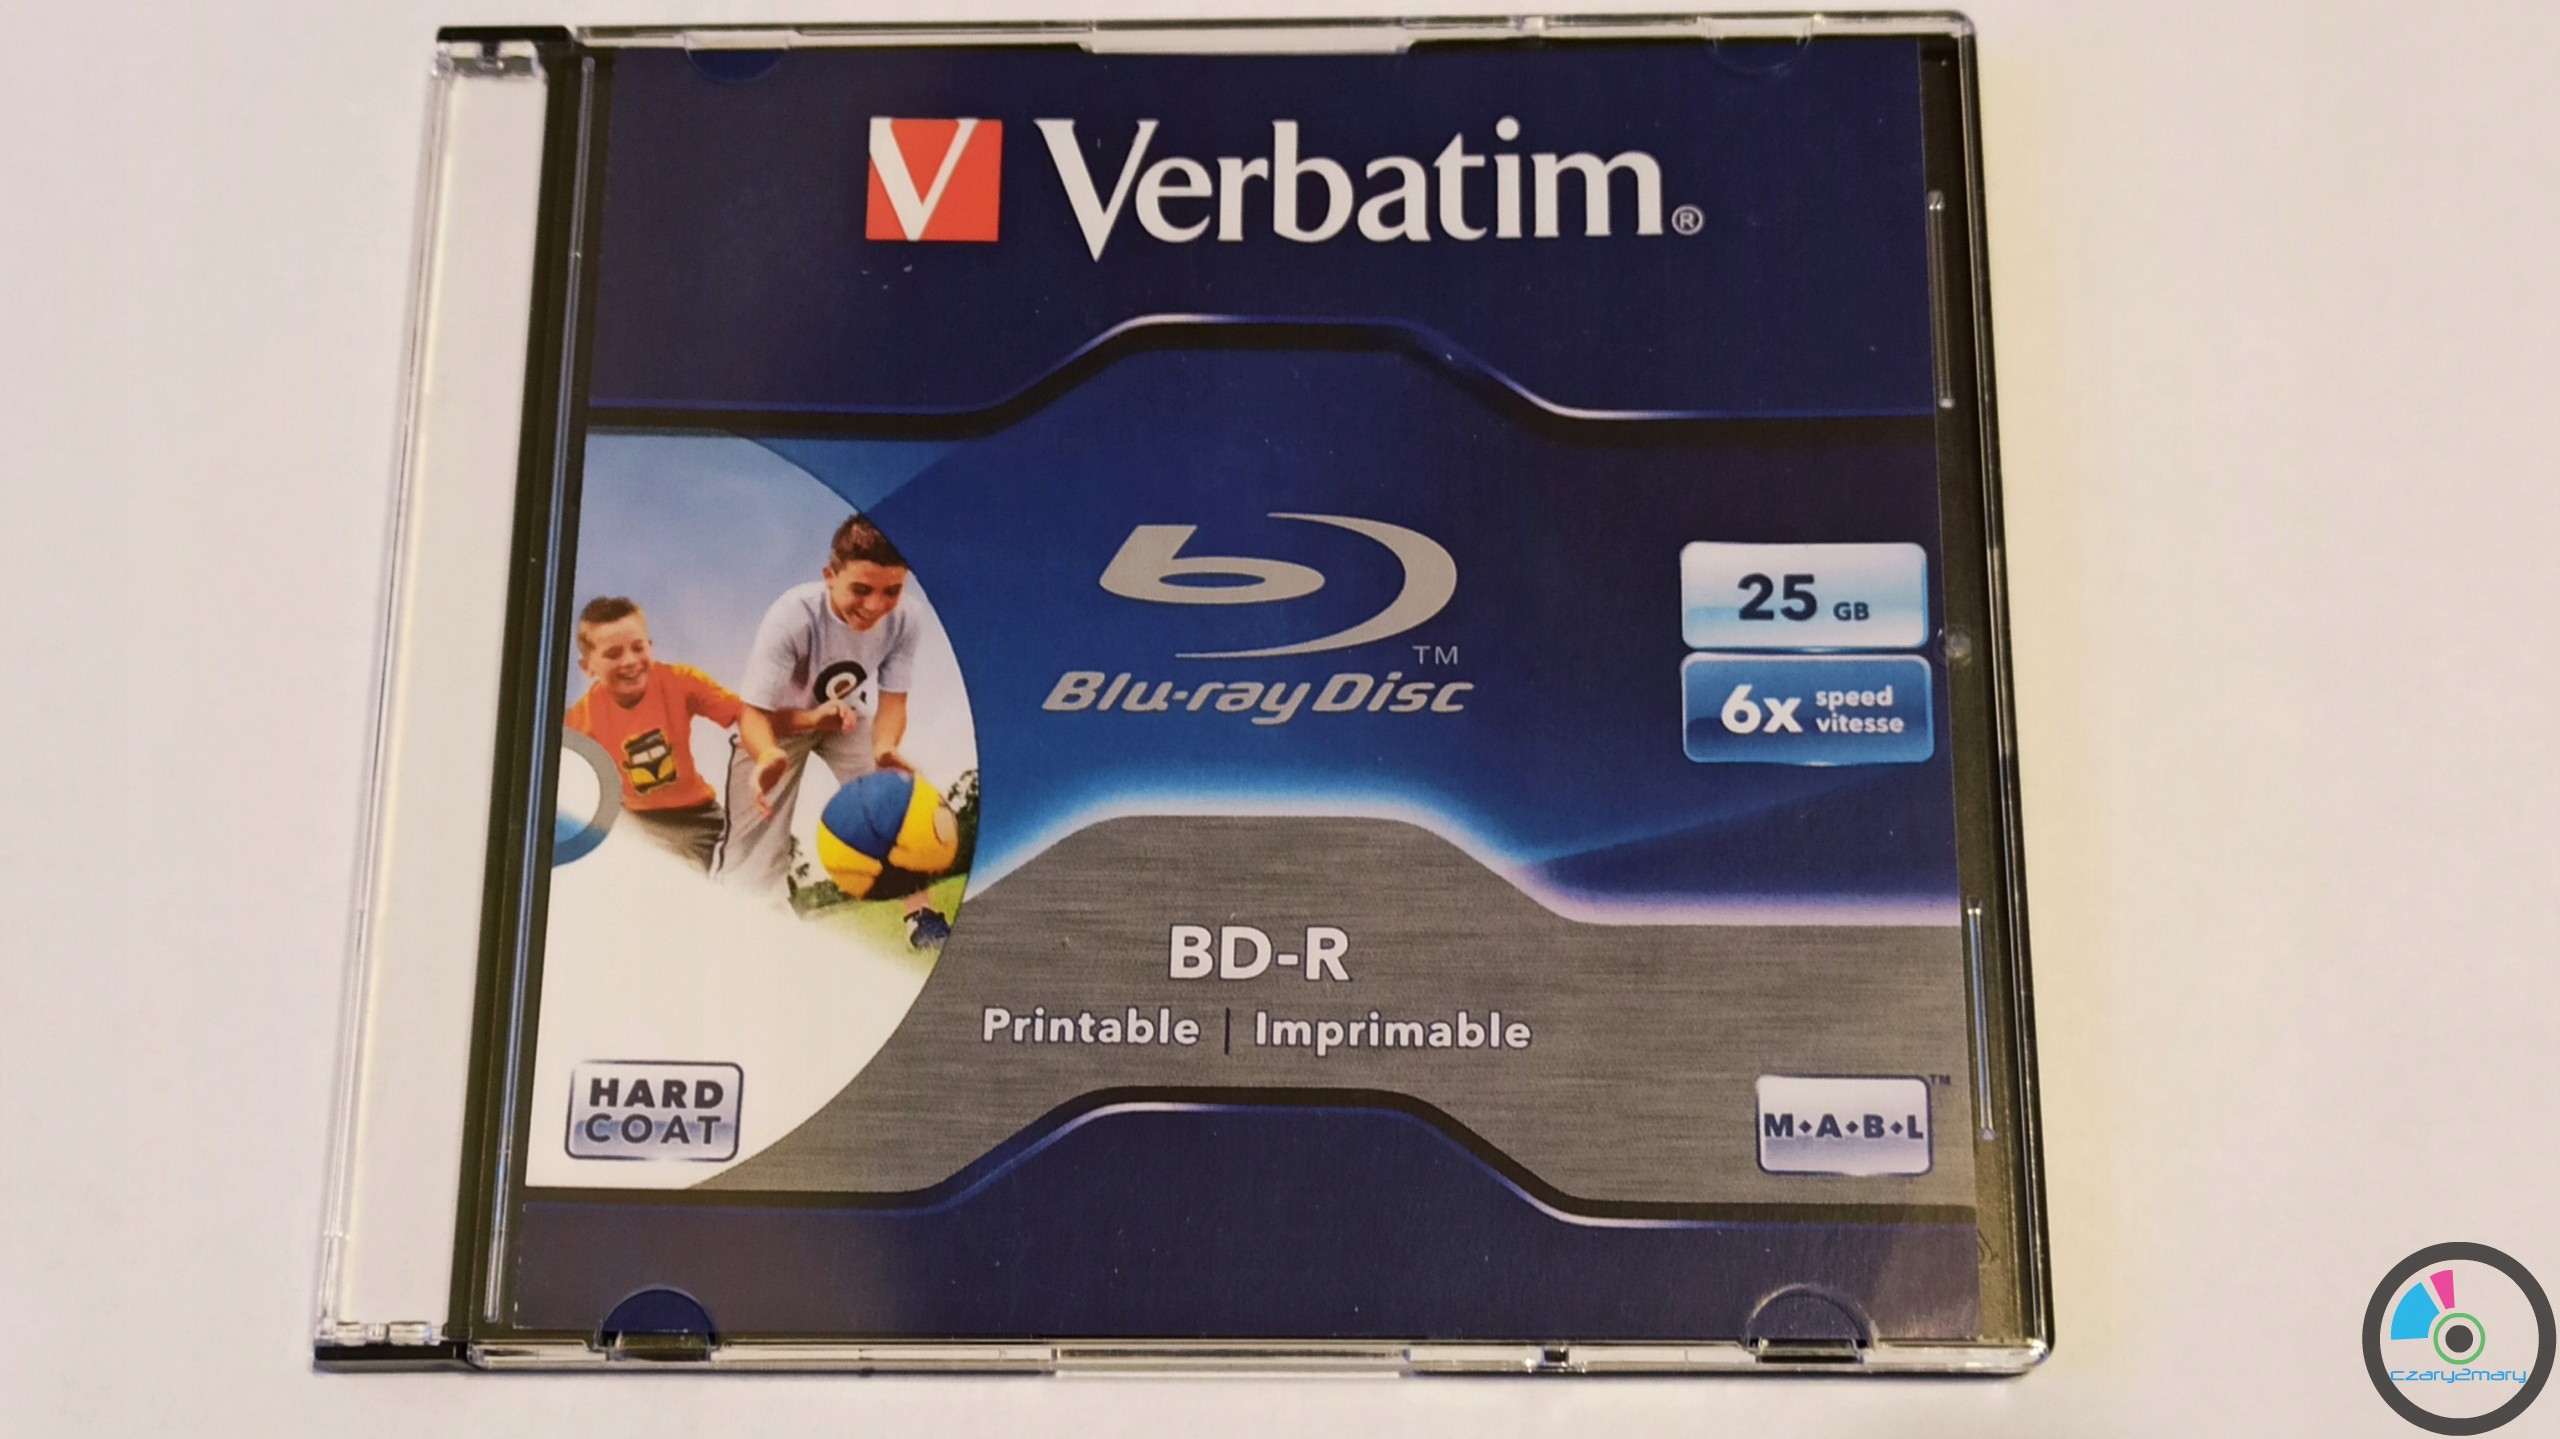 Verbatim®
Blu-ray Disc™
25 GB
6x speed vitesse
BD-R
Printable | Imprimable
HARD
COAT
M•A•B•L™
czary2mary